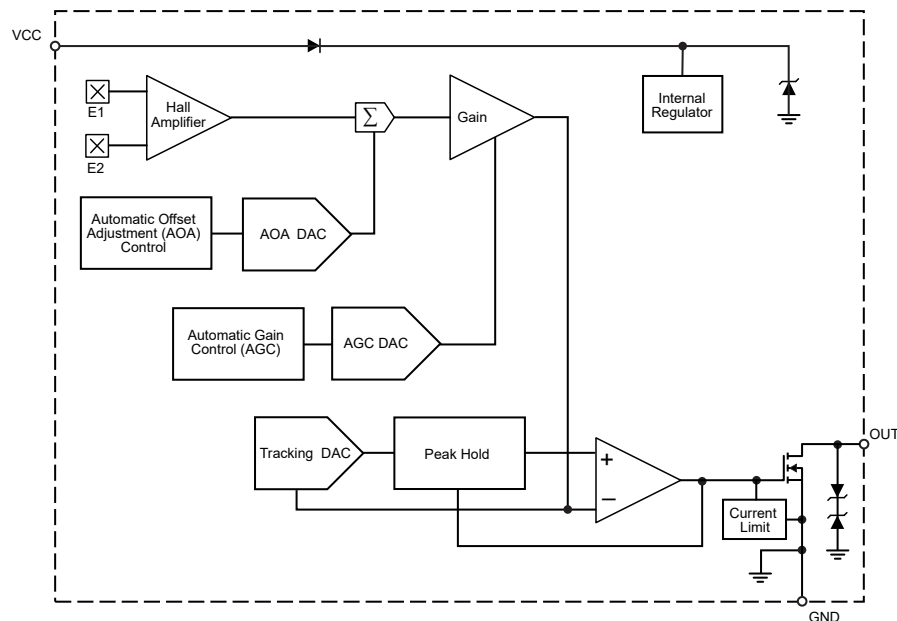 VCC
E1
E2
Hall
Amplifier
Σ
Gain
Internal
Regulator
Automatic Offset
Adjustment (AOA)
Control
AOA DAC
Automatic Gain
Control (AGC)
AGC DAC
Tracking DAC
Peak Hold
+
−
Current
Limit
OUT
GND